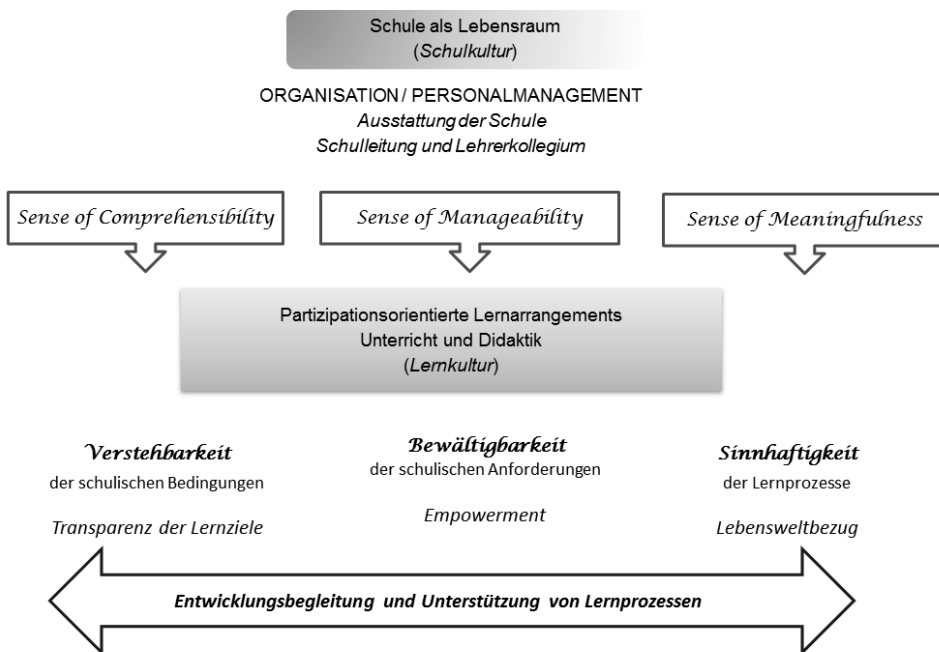 Schule als Lebensraum
(Schulkultur)
ORGANISATION / PERSONALMANAGEMENT
Ausstattung der Schule
Schulleitung und Lehrerkollegium
Sense of Comprehensibility
Sense of Manageability
Sense of Meaningfulness
Partizipationsorientierte Lernarrangements
Unterricht und Didaktik
(Lernkultur)
Verstehbarkeit
der schulischen Bedingungen
Transparenz der Lernziele
Bewältigbarkeit
der schulischen Anforderungen
Empowerment
Sinnhaftigkeit
der Lernprozesse
Lebensweltbezug
Entwicklungsbegleitung und Unterstützung von Lernprozessen